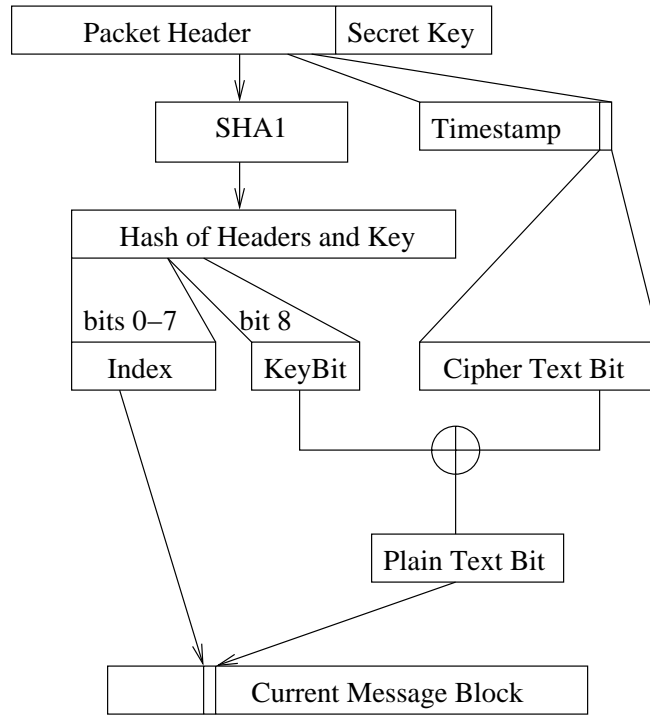 Packet Header
Secret Key
SHA1
Timestamp
Hash of Headers and Key
bits 0–7
bit 8
Index
KeyBit
Cipher Text Bit
Plain Text Bit
Current Message Block